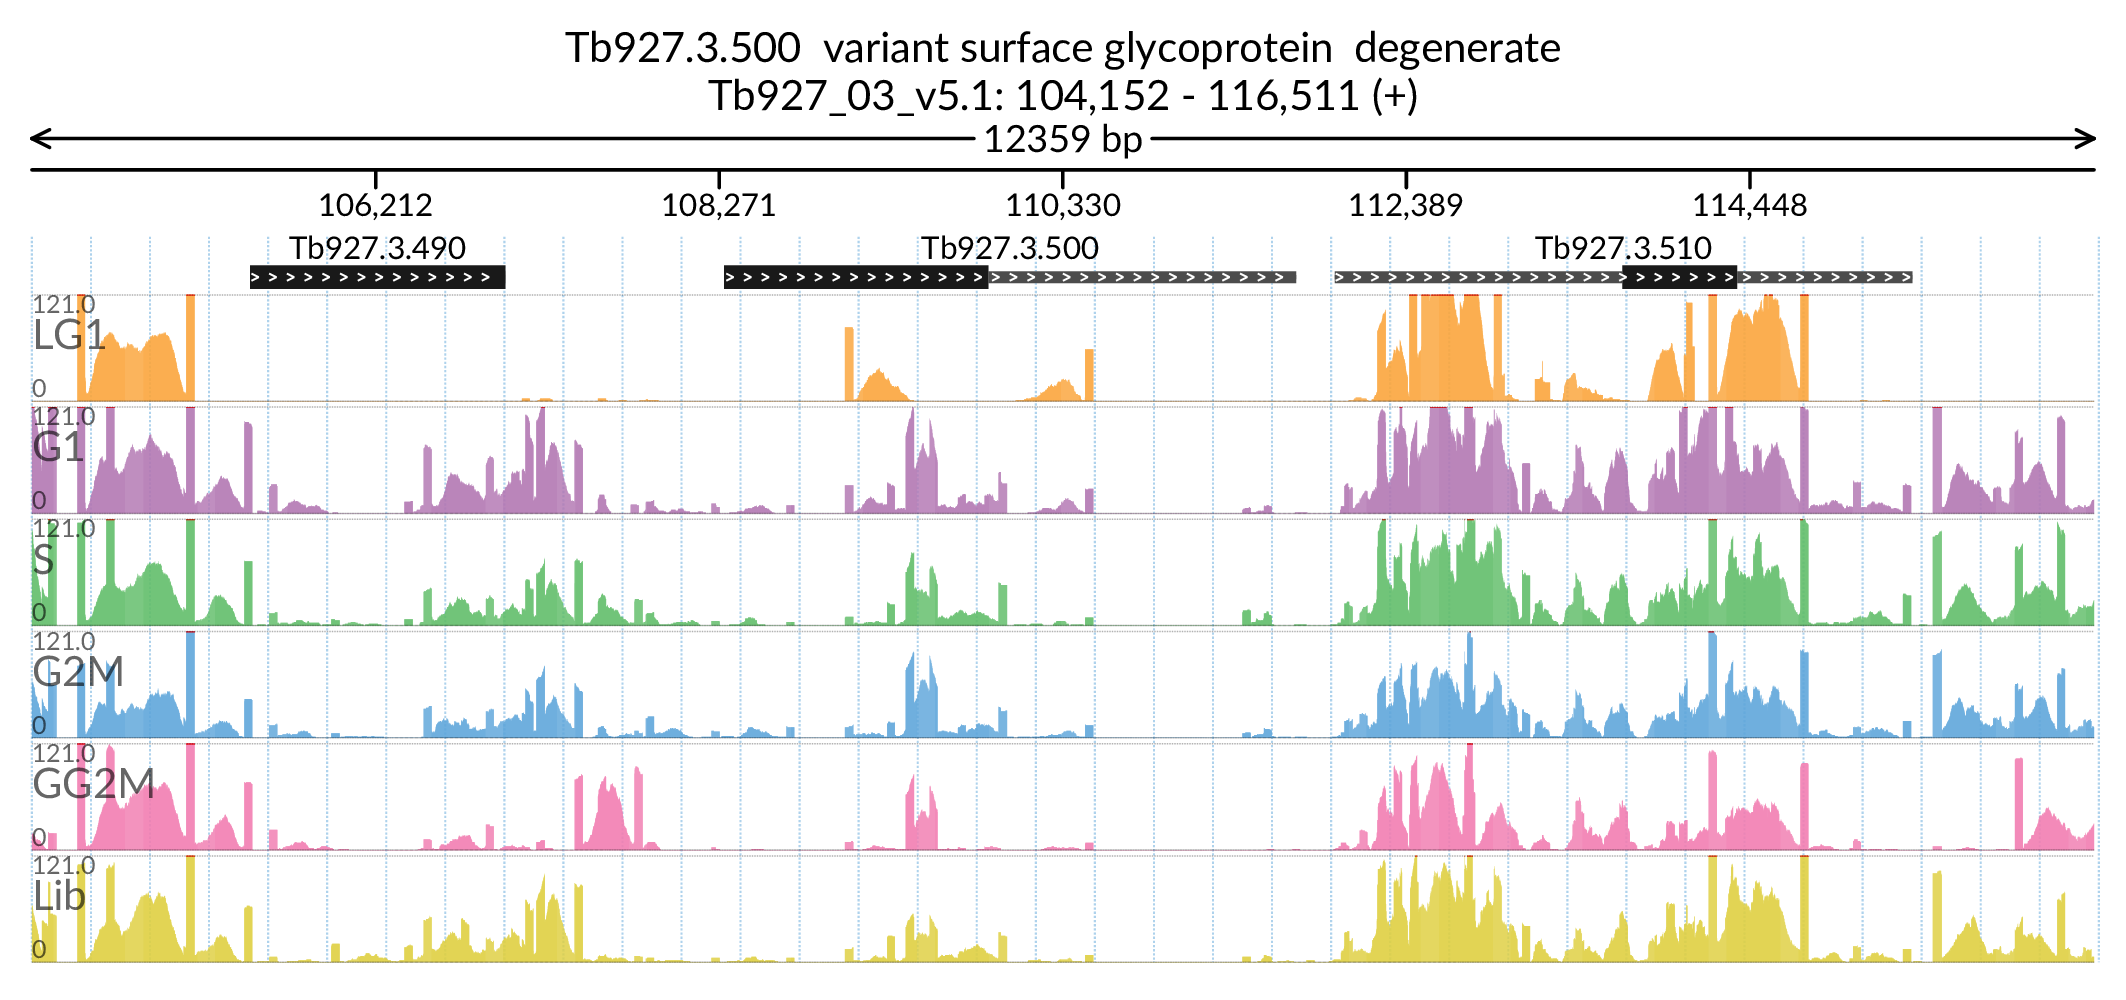 Tb927.3.500 variant surface glycoprotein degenerate
Tb927_03_v5.1: 104,152 - 116,511 (+)
12359 bp
106,212 108,271 110,330 112,389 114,448
Tb927.3.490 Tb927.3.500 Tb927.3.510
121.0
LG1
0
121.0
G1
0
121.0
S
0
121.0
G2M
0
121.0
GG2M
0
121.0
Lib
0